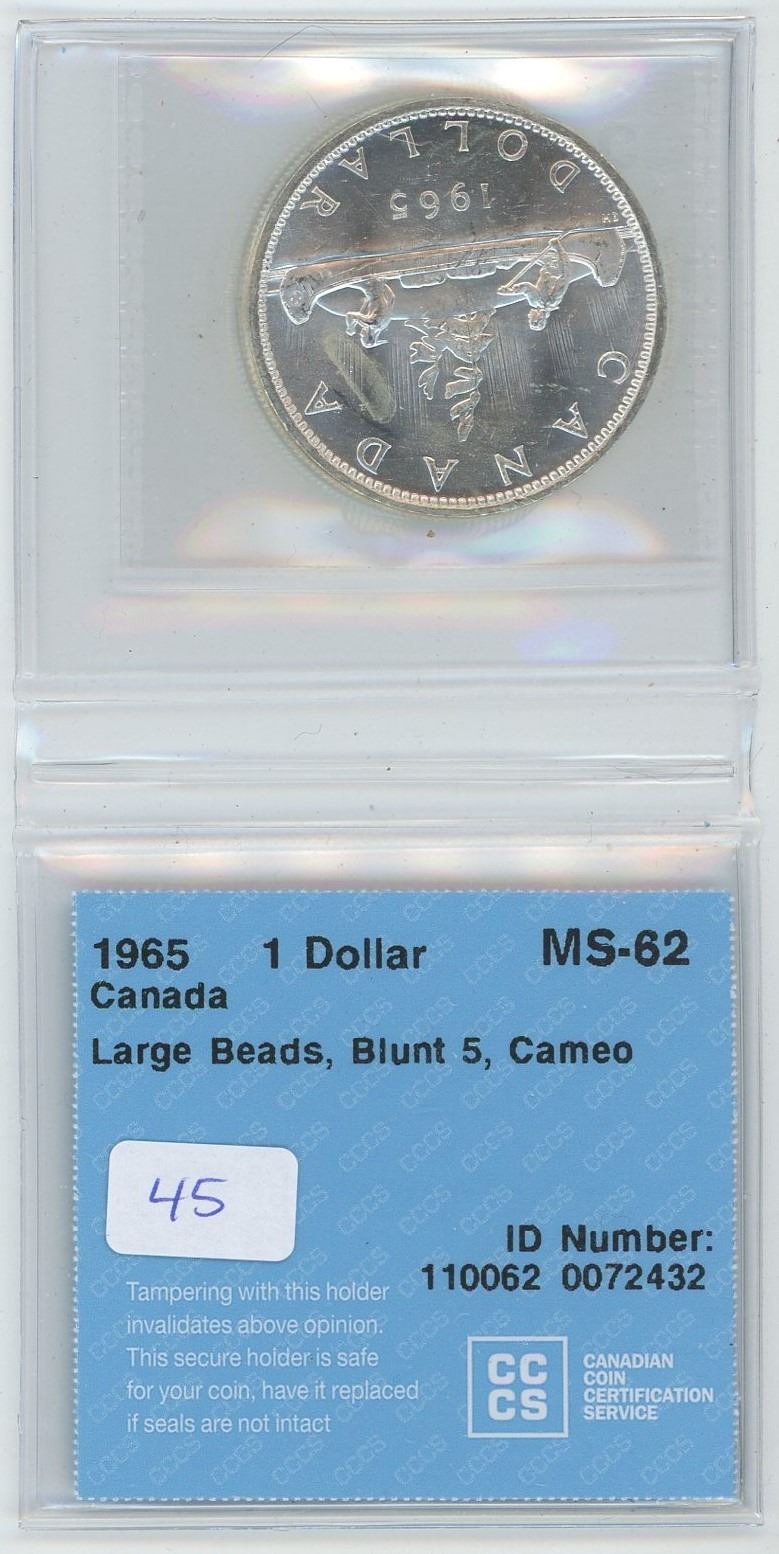 CANADA
1965
DOLLAR
HB
1965 1 Dollar MS-62
Canada
Large Beads, Blunt 5, Cameo
45
ID Number:
110062 0072432
Tampering with this holder
invalidates above opinion.
This secure holder is safe
for your coin, have it replaced
if seals are not intact
CC
CS
CANADIAN
COIN
CERTIFICATION
SERVICE